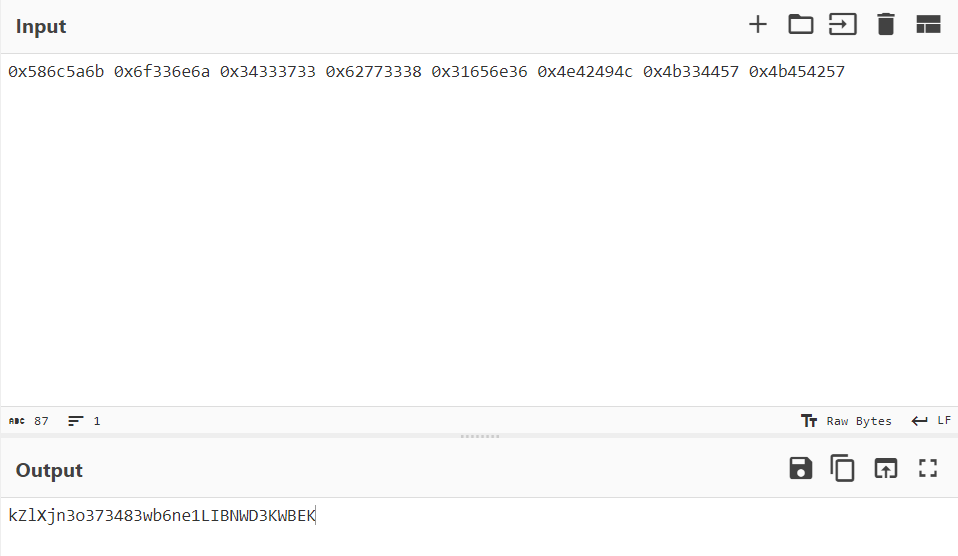 Input
0x586c5a6b 0x6f336e6a 0x34333733 0x62773338 0x31656e36 0x4e42494c 0x4b334457 0x4b454257
ABC 87 1 Raw Bytes LF
Output
kZlXjn3o373483wb6ne1LIBNWD3KWBEK